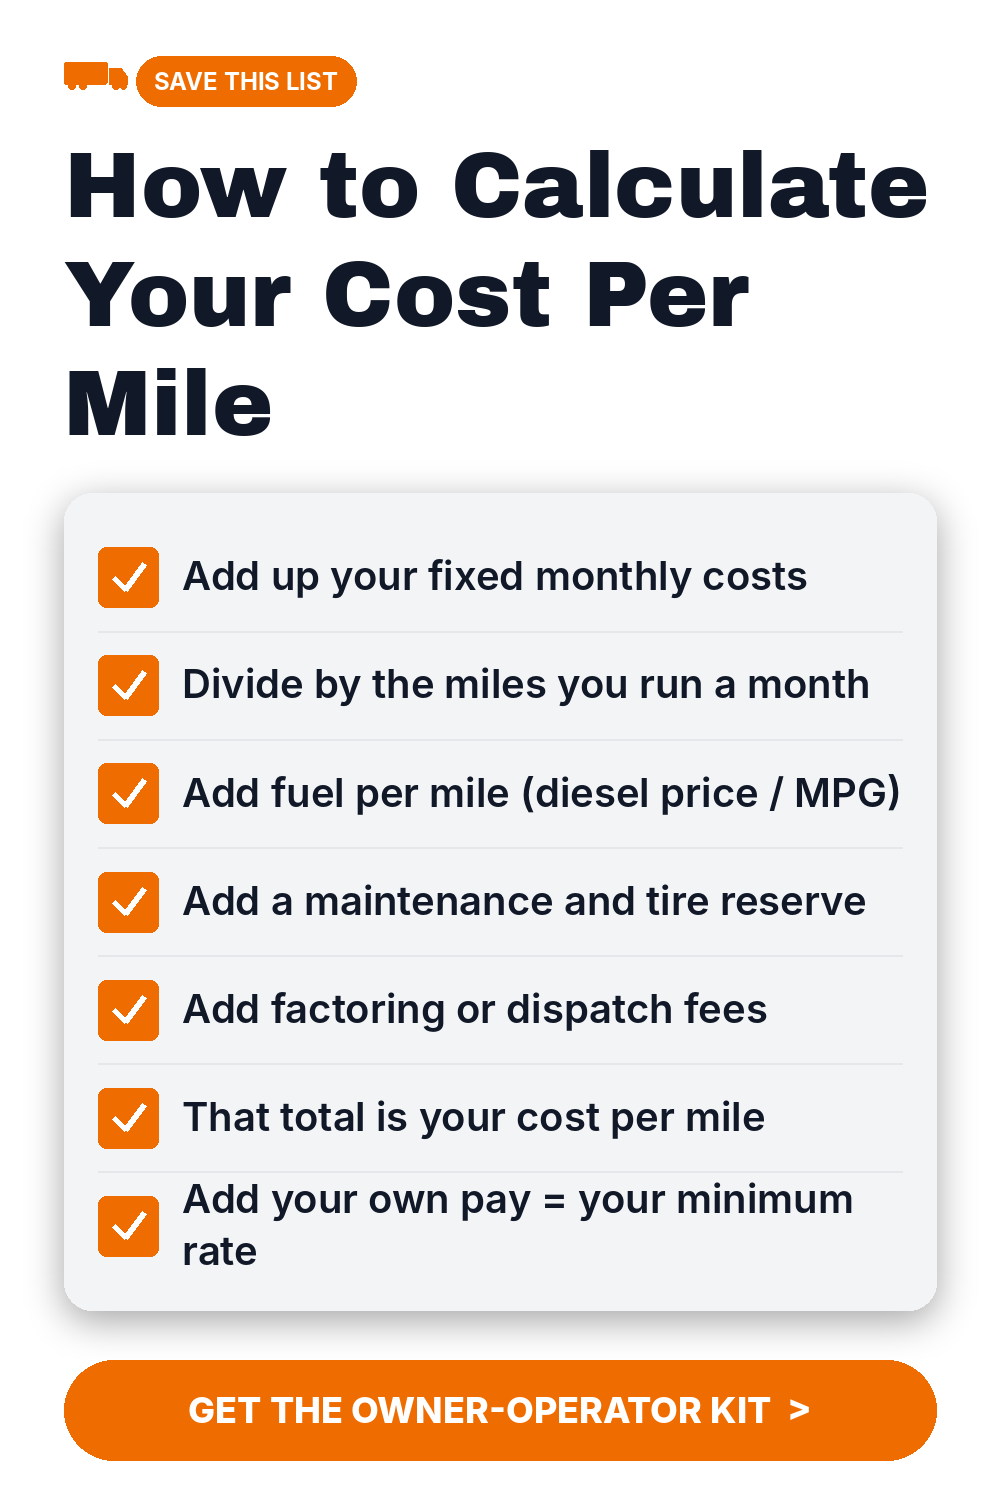 SAVE THIS LIST
How to Calculate
Your Cost Per
Mile
Add up your fixed monthly costs
Divide by the miles you run a month
Add fuel per mile (diesel price / MPG)
Add a maintenance and tire reserve
Add factoring or dispatch fees
That total is your cost per mile
Add your own pay = your minimum
rate
GET THE OWNER-OPERATOR KIT >